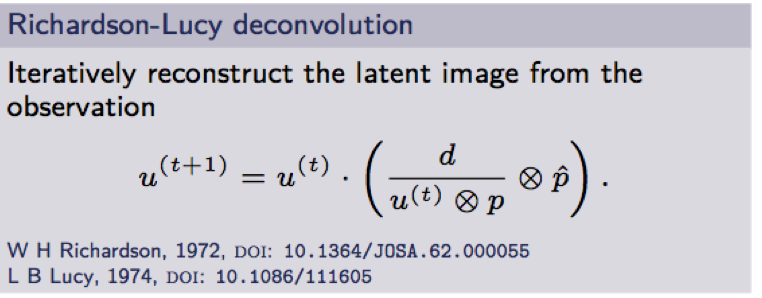 Richardson-Lucy deconvolution
Iteratively reconstruct the latent image from the
observation
u^(t+1) = u^(t) · ( d / (u^(t) ⊗ p) ⊗ p̂ ) .
W H Richardson, 1972, DOI: 10.1364/JOSA.62.000055
L B Lucy, 1974, DOI: 10.1086/111605